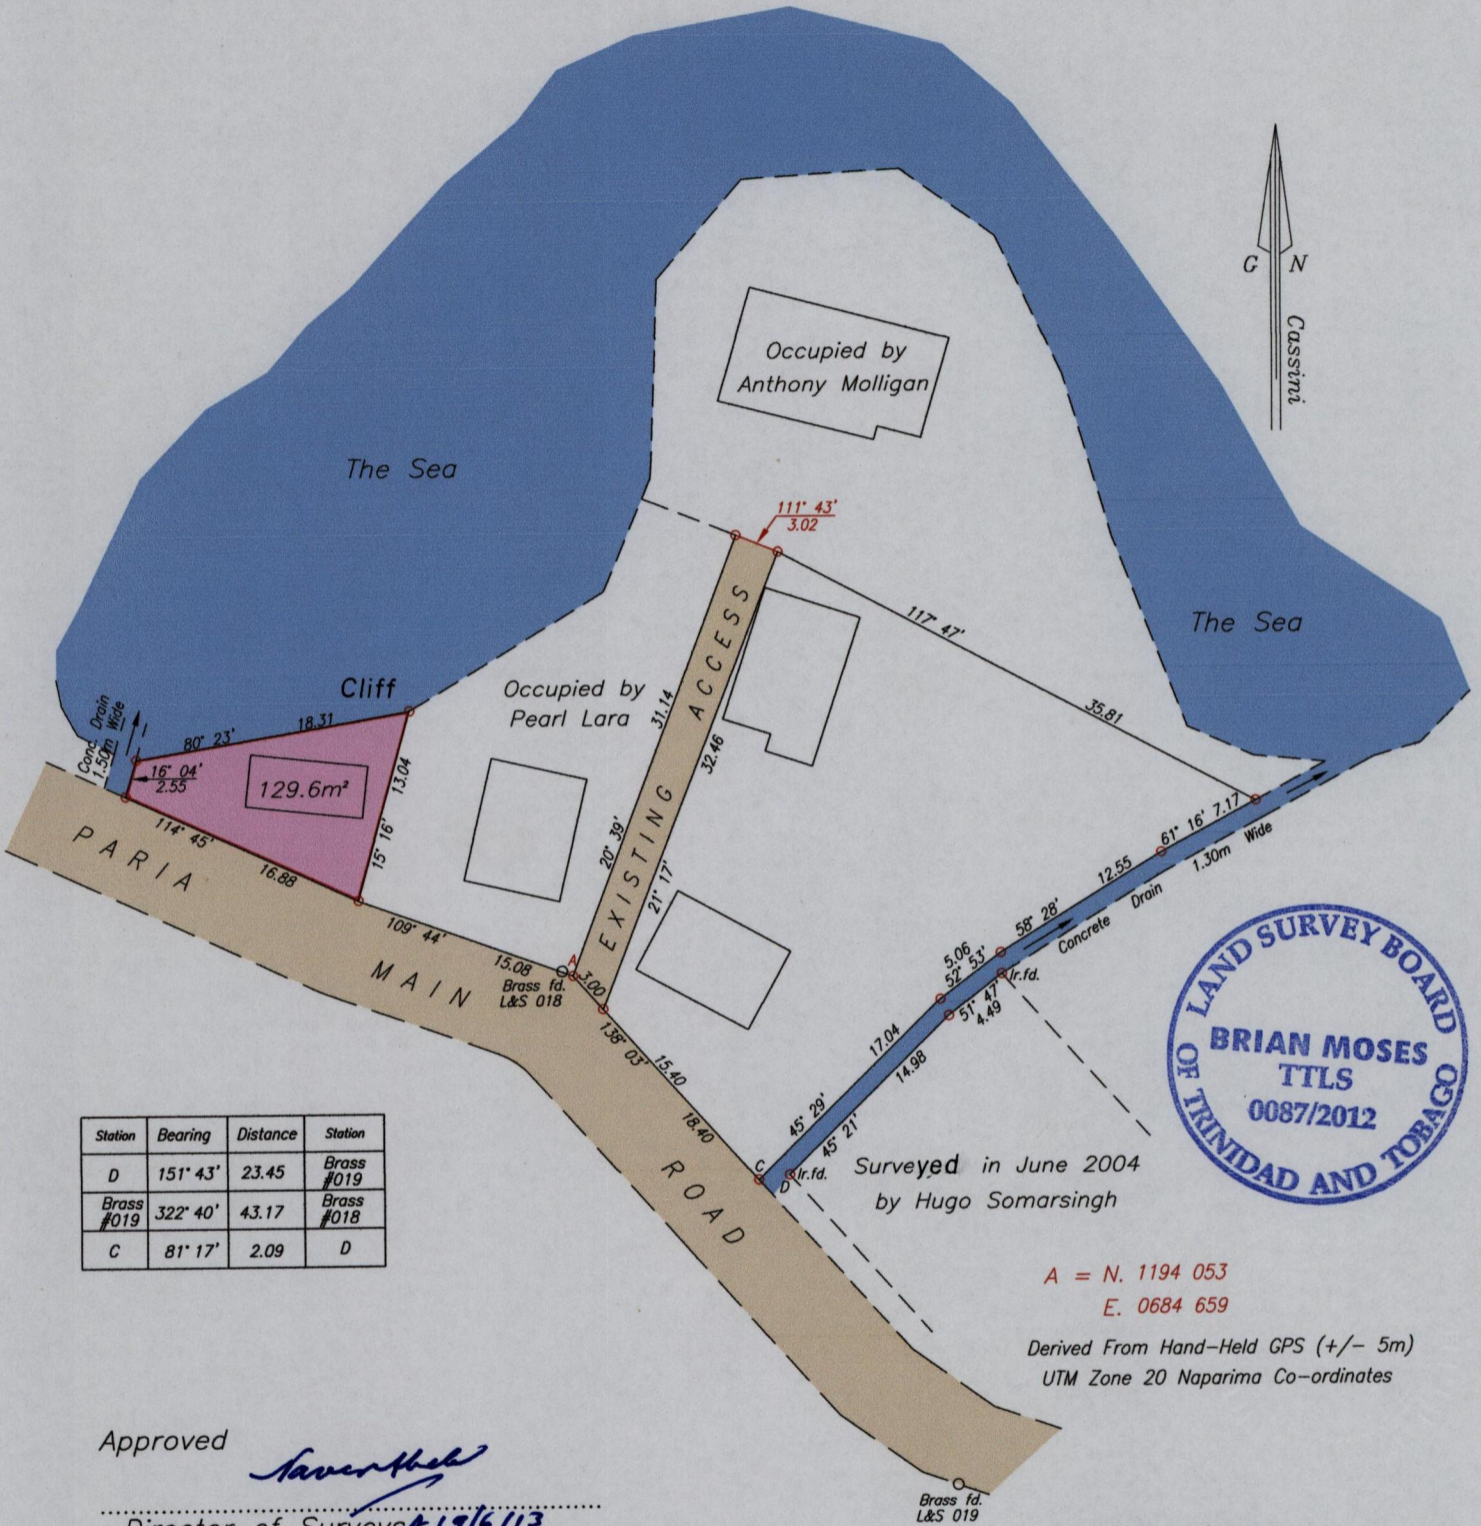 G N
Cassini
Occupied by
Anthony Molligan
The Sea
111° 43'
3.02
The Sea
117° 47'
35.81
Cliff
Occupied by
Pearl Lara
Conc. Drain
1.50m Wide
80° 23' 18.31
16° 04'
2.55
129.6m²
13.04
15° 16'
114° 45' 16.88
31.14
20° 39'
EXISTING ACCESS
32.46
21° 17'
PARIA MAIN ROAD
109° 44' 15.08
A
3.00
Brass fd.
L&S 018
138° 03' 15.40
18.40
61° 16' 7.17
58° 28' 12.55
Concrete Drain 1.30m Wide
5.06
52° 53'
Ir.fd.
51° 47'
4.49
17.04
45° 29'
14.98
45° 21'
C
D
Ir.fd.
LAND SURVEY BOARD
BRIAN MOSES
TTLS
0087/2012
OF TRINIDAD AND TOBAGO
Station Bearing Distance Station
D 151° 43' 23.45 Brass #019
Brass #019 322° 40' 43.17 Brass #018
C 81° 17' 2.09 D
Surveyed in June 2004
by Hugo Somarsingh
A = N. 1194 053
E. 0684 659
Derived From Hand-Held GPS (+/- 5m)
UTM Zone 20 Naparima Co-ordinates
Approved
Director of Surveys
Brass fd.
L&S 019